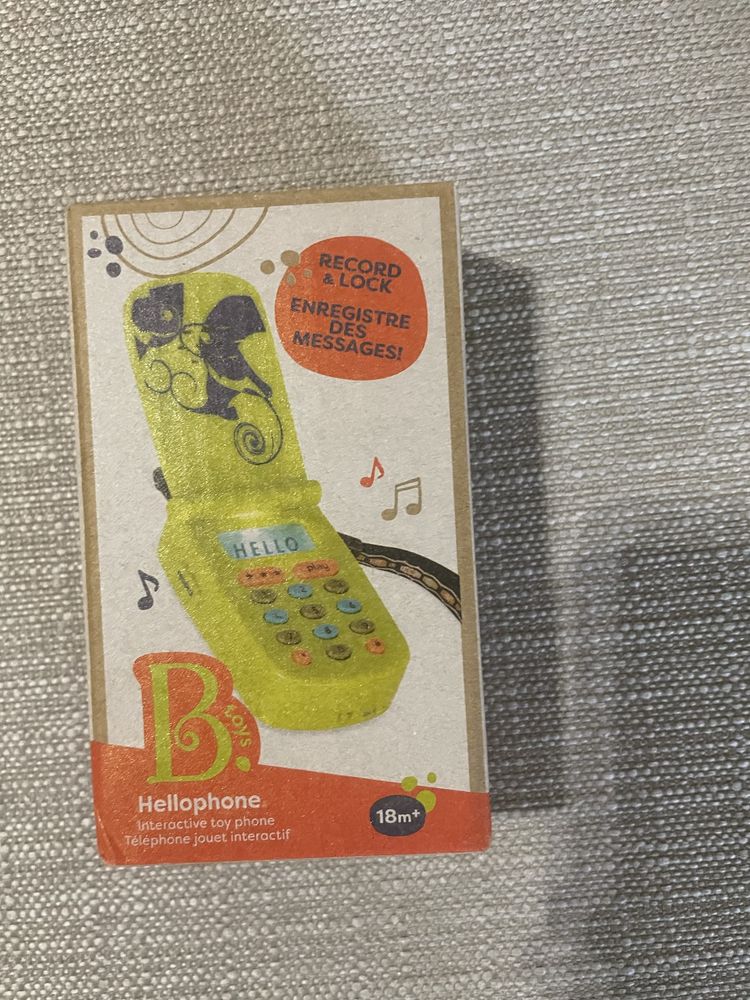 RECORD
& LOCK
ENREGISTRE
DES
MESSAGES!
HELLO
play
B.
toys
Hellophone
Interactive toy phone
Téléphone jouet interactif
18m+